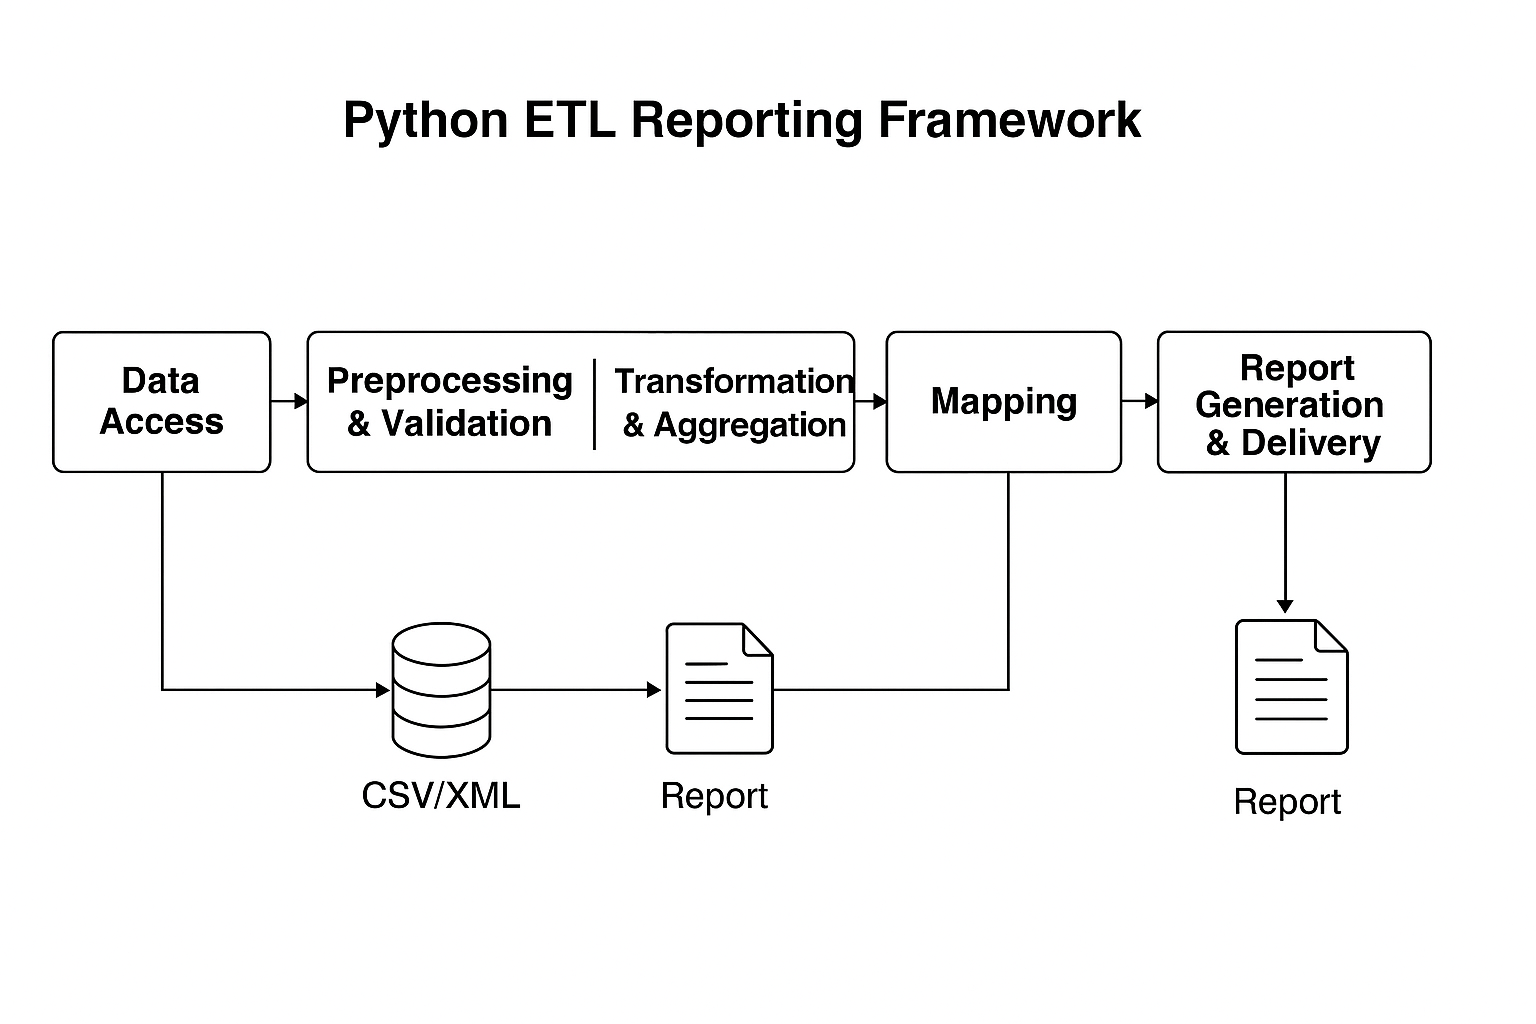 Python ETL Reporting Framework
Data
Access
Preprocessing
& Validation
Transformation
& Aggregation
Mapping
Report
Generation
& Delivery
CSV/XML
Report
Report